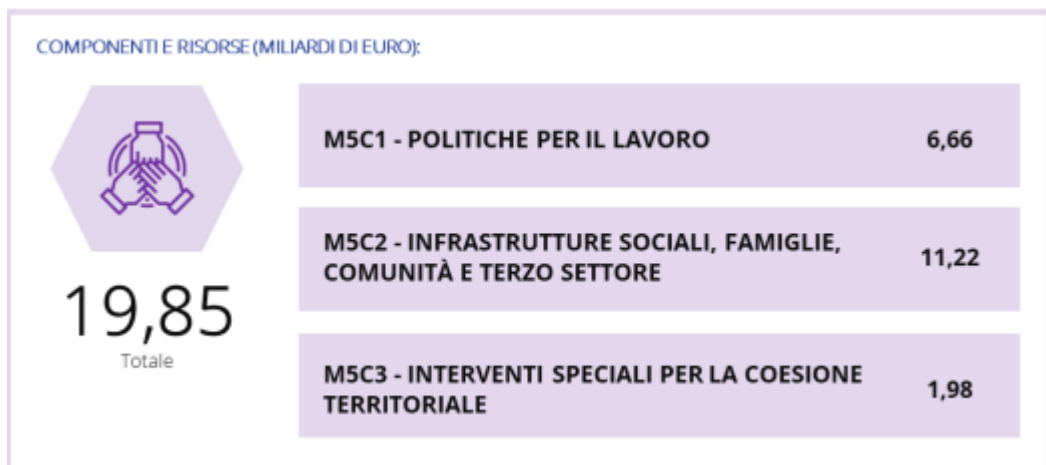 COMPONENTI E RISORSE (MILIARDI DI EURO):
M5C1 - POLITICHE PER IL LAVORO 6,66
M5C2 - INFRASTRUTTURE SOCIALI, FAMIGLIE,
COMUNITÀ E TERZO SETTORE 11,22
19,85
Totale
M5C3 - INTERVENTI SPECIALI PER LA COESIONE
TERRITORIALE 1,98